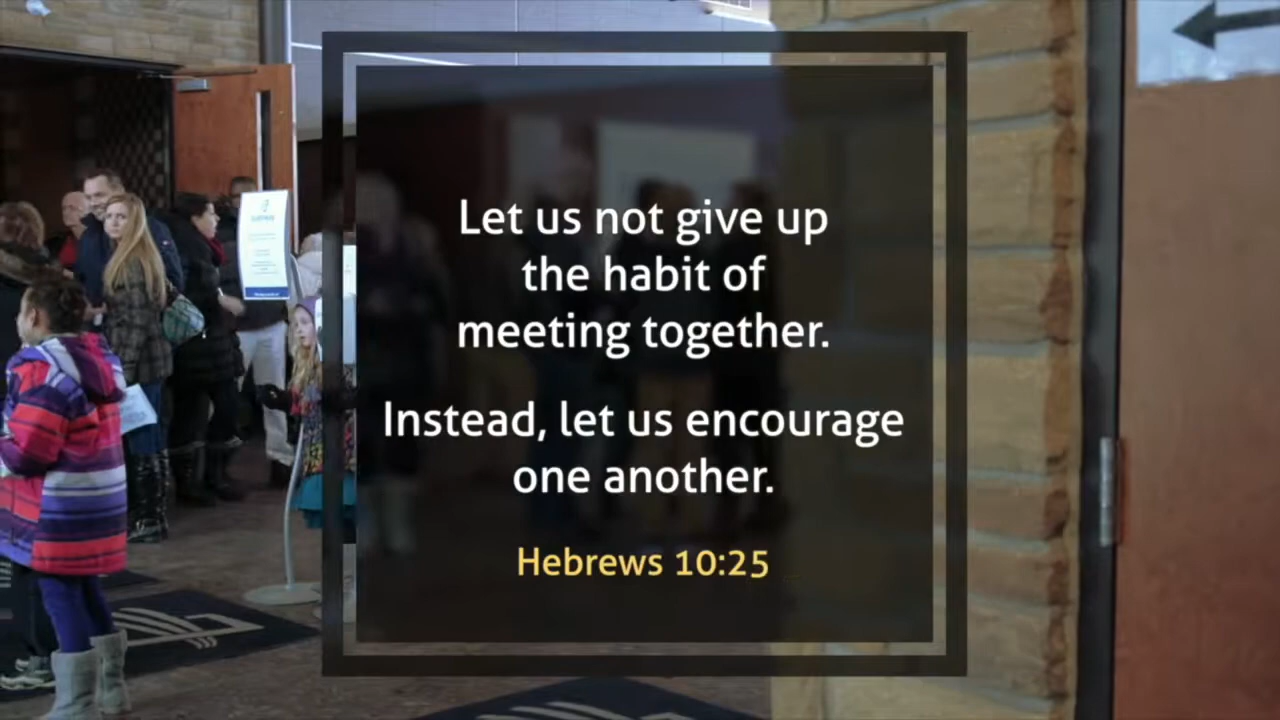 Let us not give up
the habit of
meeting together.
Instead, let us encourage
one another.
Hebrews 10:25